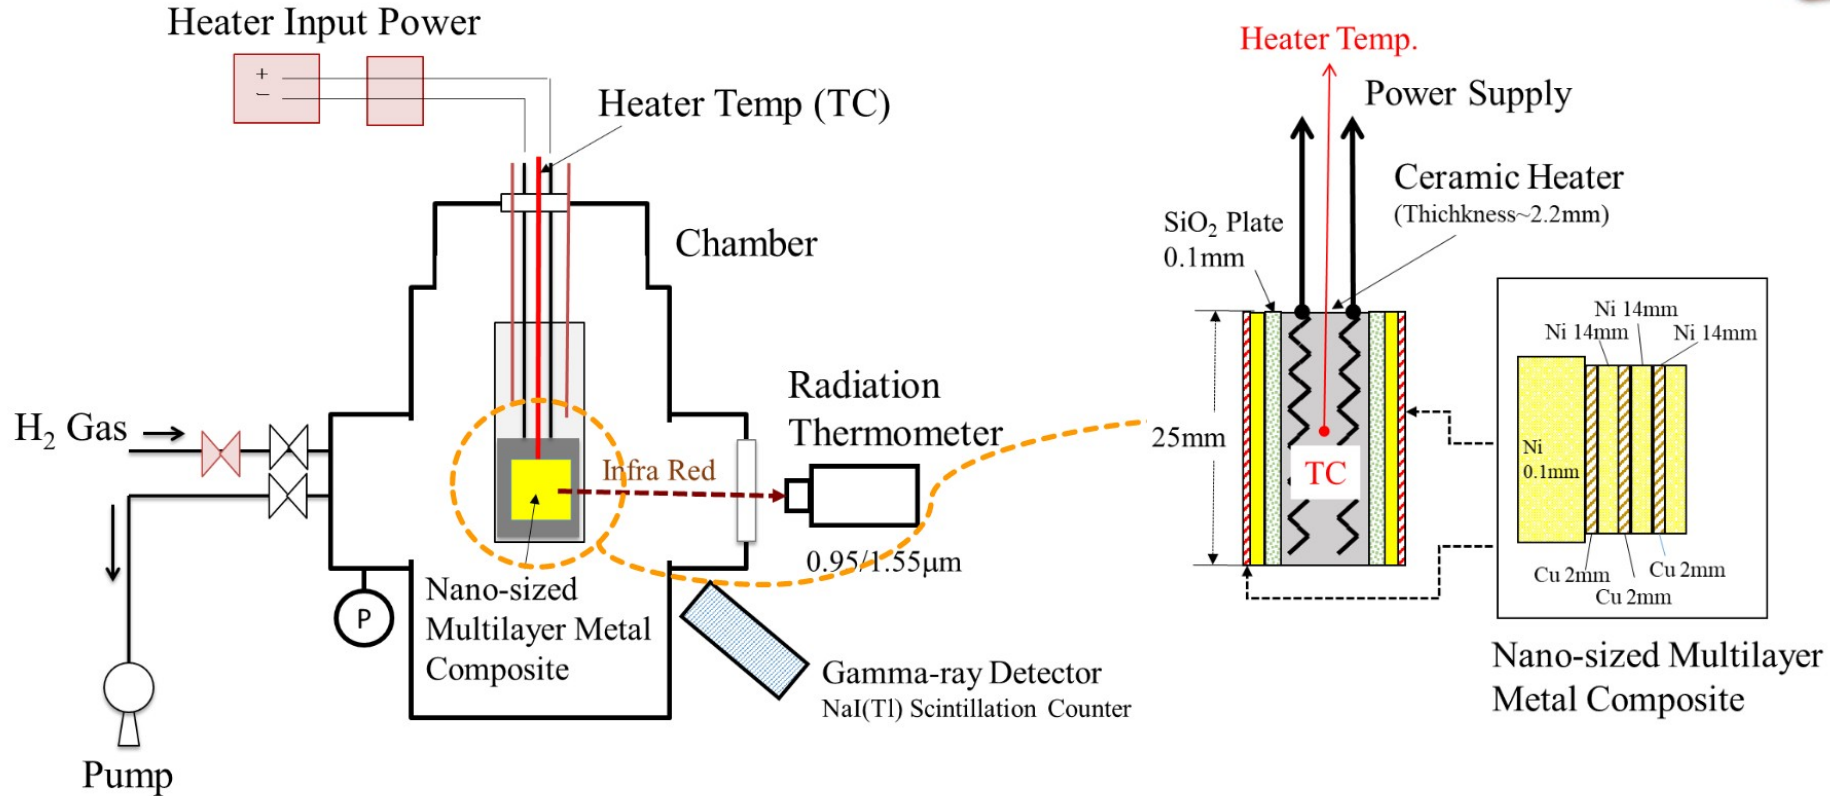 Heater Input Power
+
−
Heater Temp (TC)
Chamber
H2 Gas
Radiation
Thermometer
Infra Red
0.95/1.55μm
Nano-sized
Multilayer Metal
Composite
P
Gamma-ray Detector
NaI(Tl) Scintillation Counter
Pump
Heater Temp.
Power Supply
Ceramic Heater
(Thichkness~2.2mm)
SiO2 Plate
0.1mm
25mm
TC
Ni 14mm
Ni 14mm
Ni 14mm
Ni
0.1mm
Cu 2mm
Cu 2mm
Cu 2mm
Nano-sized Multilayer
Metal Composite